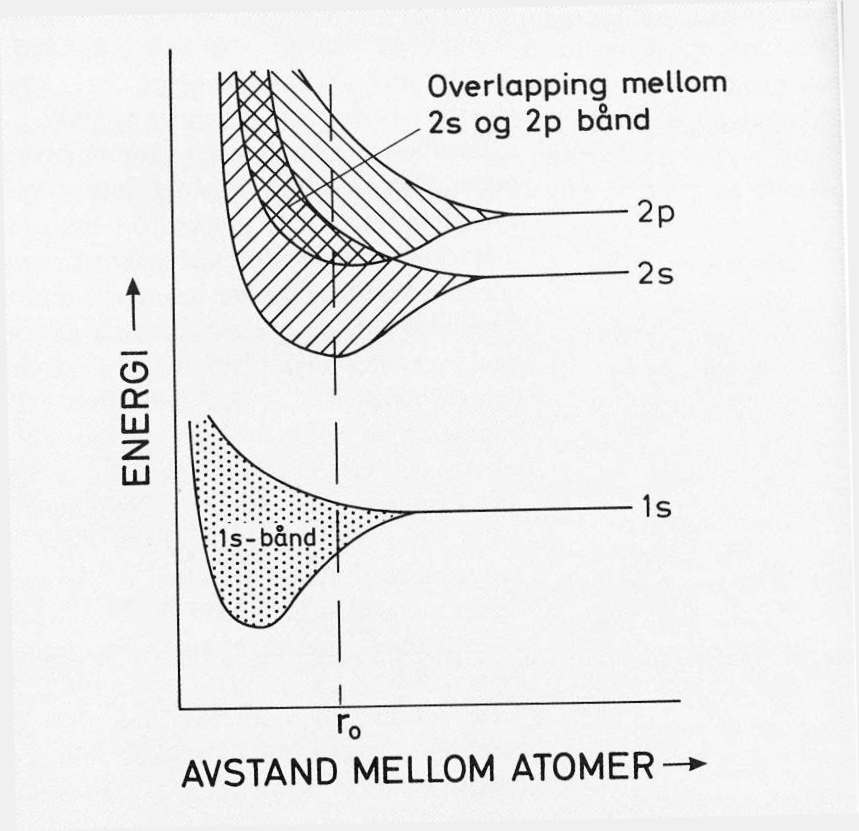 Overlapping mellom
2s og 2p bånd
2p
2s
ENERGI
1s
1s-bånd
r₀
AVSTAND MELLOM ATOMER